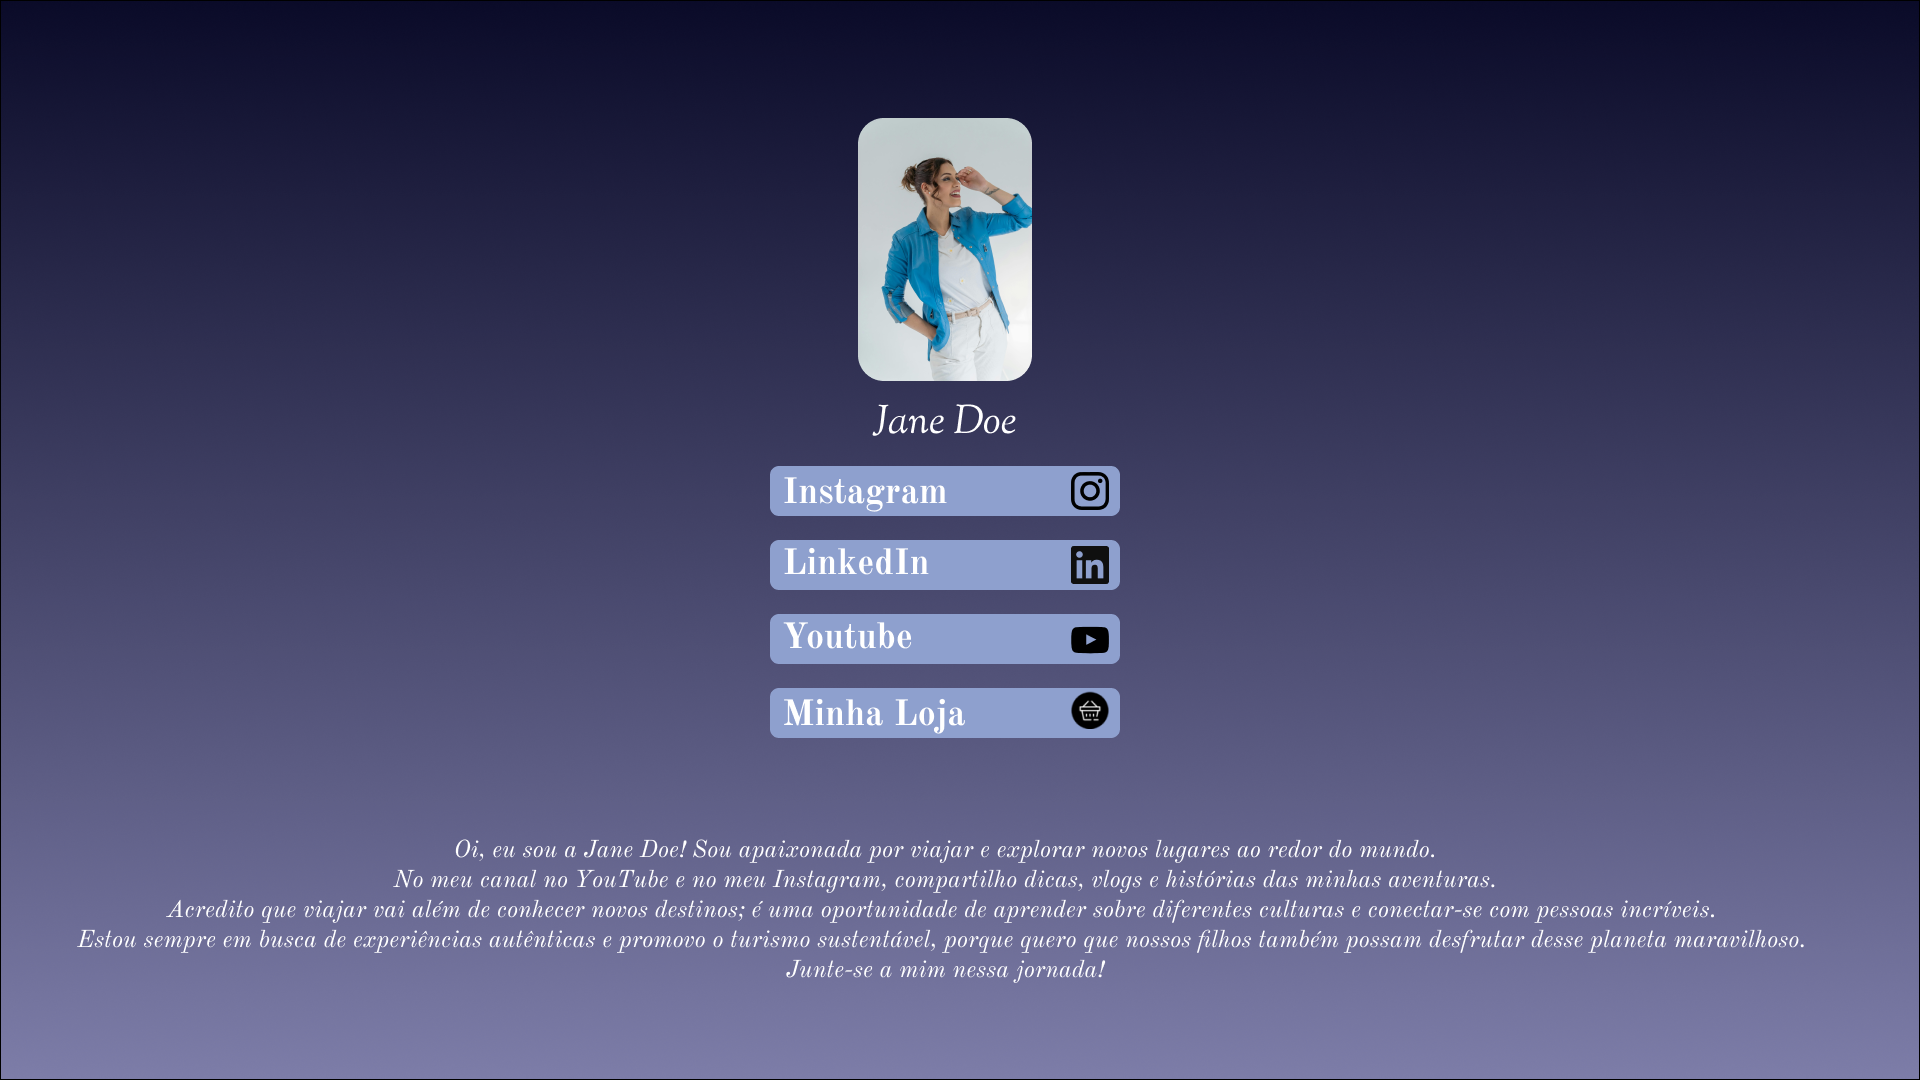 Jane Doe
Instagram
LinkedIn
Youtube
Minha Loja
Oi, eu sou a Jane Doe! Sou apaixonada por viajar e explorar novos lugares ao redor do mundo.
No meu canal no YouTube e no meu Instagram, compartilho dicas, vlogs e histórias das minhas aventuras.
Acredito que viajar vai além de conhecer novos destinos; é uma oportunidade de aprender sobre diferentes culturas e conectar-se com pessoas incríveis.
Estou sempre em busca de experiências autênticas e promovo o turismo sustentável, porque quero que nossos filhos também possam desfrutar desse planeta maravilhoso.
Junte-se a mim nessa jornada!